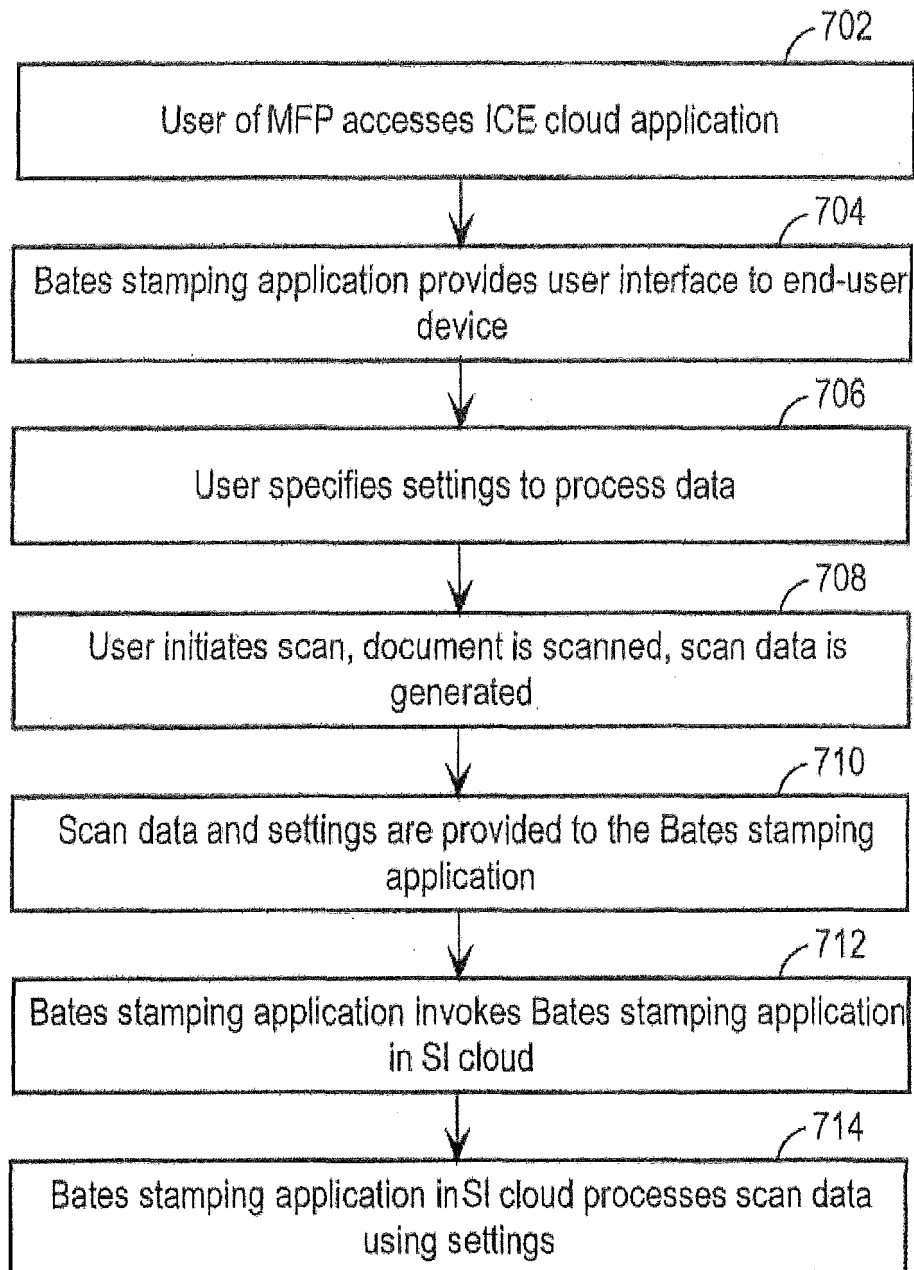 702
User of MFP accesses ICE cloud application
704
Bates stamping application provides user interface to end-user
device
706
User specifies settings to process data
708
User initiates scan, document is scanned, scan data is
generated
710
Scan data and settings are provided to the Bates stamping
application
712
Bates stamping application invokes Bates stamping application
in SI cloud
714
Bates stamping application in SI cloud processes scan data
using settings